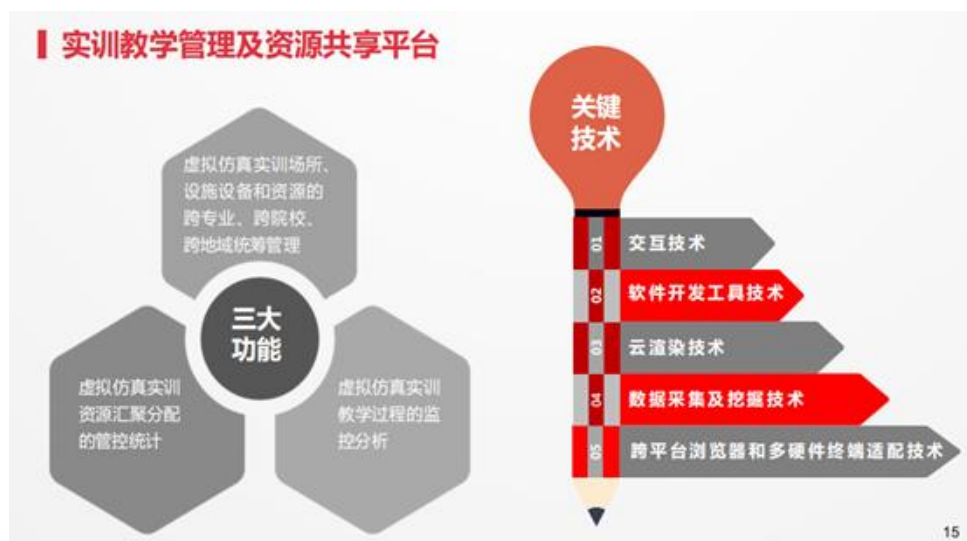 实训教学管理及资源共享平台
虚拟仿真实训场所、
设施设备和资源的
跨专业、跨院校、
跨地域统筹管理
三大
功能
虚拟仿真实训
资源汇聚分配
的管控统计
虚拟仿真实训
教学过程的监
控分析
关键
技术
01
交互技术
02
软件开发工具技术
03
云渲染技术
04
数据采集及挖掘技术
05
跨平台浏览器和多硬件终端适配技术
15